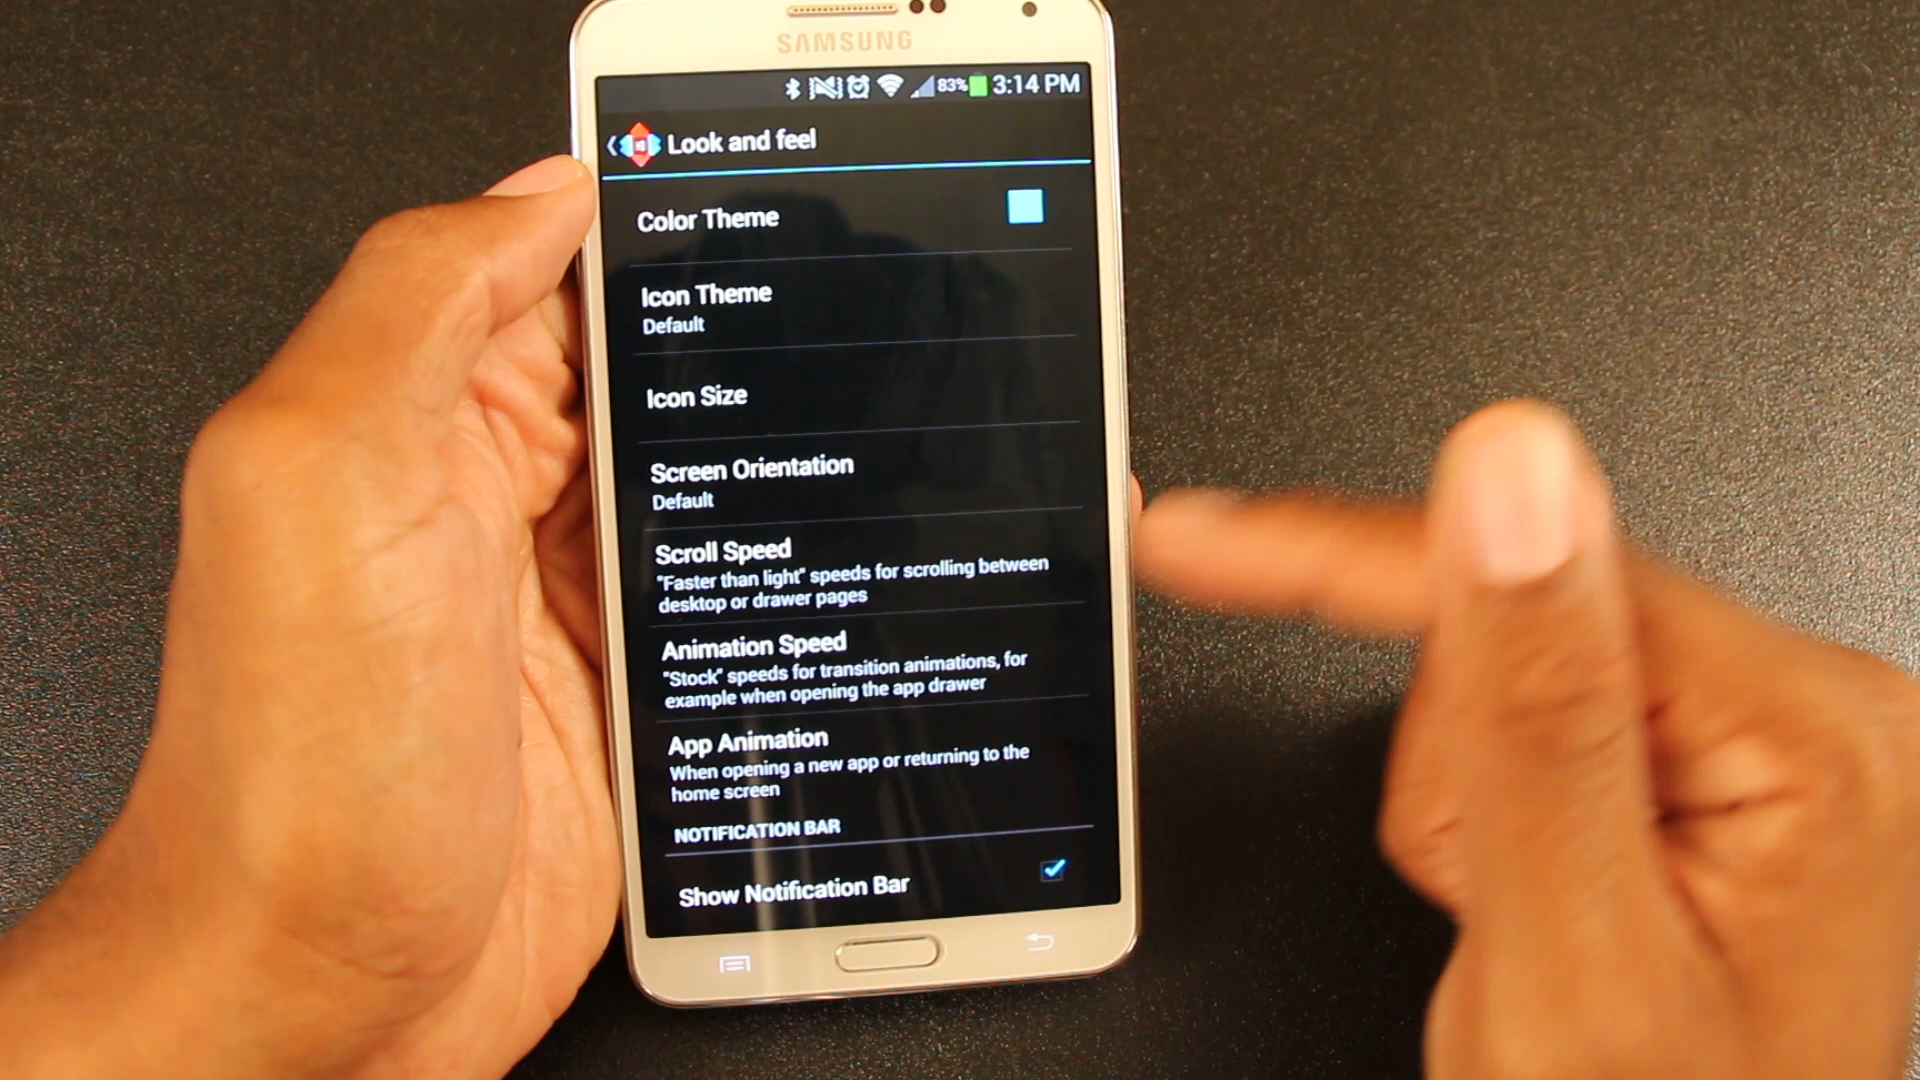 SAMSUNG
83% 3:14 PM
Look and feel
Color Theme
Icon Theme
Default
Icon Size
Screen Orientation
Default
Scroll Speed
"Faster than light" speeds for scrolling between
desktop or drawer pages
Animation Speed
"Stock" speeds for transition animations, for
example when opening the app drawer
App Animation
When opening a new app or returning to the
home screen
NOTIFICATION BAR
Show Notification Bar